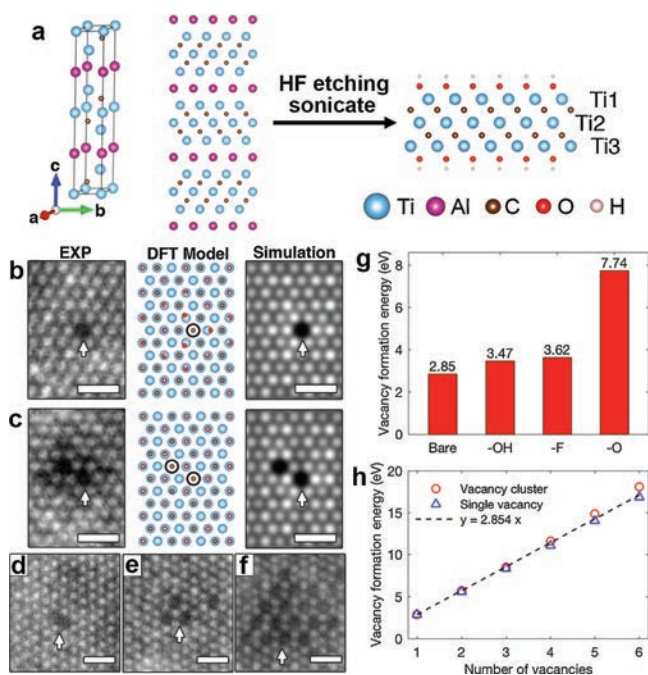 a
HF etching
sonicate
Ti1
Ti2
Ti3
c
a
b
Ti Al C O H
EXP DFT Model Simulation
b
c
d e f
g
Vacancy formation energy (eV)
8
6
4
2
0
2.85 3.47 3.62 7.74
Bare -OH -F -O
h
Vacancy formation energy (eV)
20
15
10
5
0
Vacancy cluster
Single vacancy
y = 2.854 x
1 2 3 4 5 6
Number of vacancies